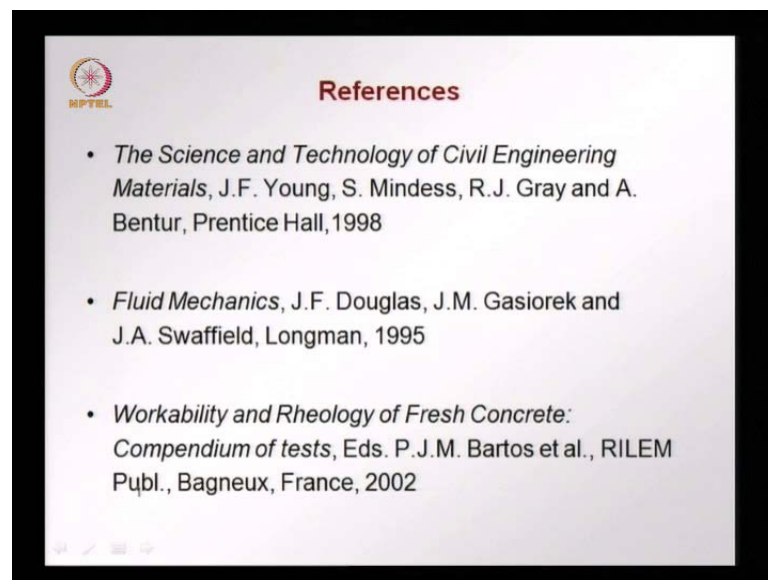 NPTEL
References
• The Science and Technology of Civil Engineering
Materials, J.F. Young, S. Mindess, R.J. Gray and A.
Bentur, Prentice Hall,1998
• Fluid Mechanics, J.F. Douglas, J.M. Gasiorek and
J.A. Swaffield, Longman, 1995
• Workability and Rheology of Fresh Concrete:
Compendium of tests, Eds. P.J.M. Bartos et al., RILEM
Publ., Bagneux, France, 2002